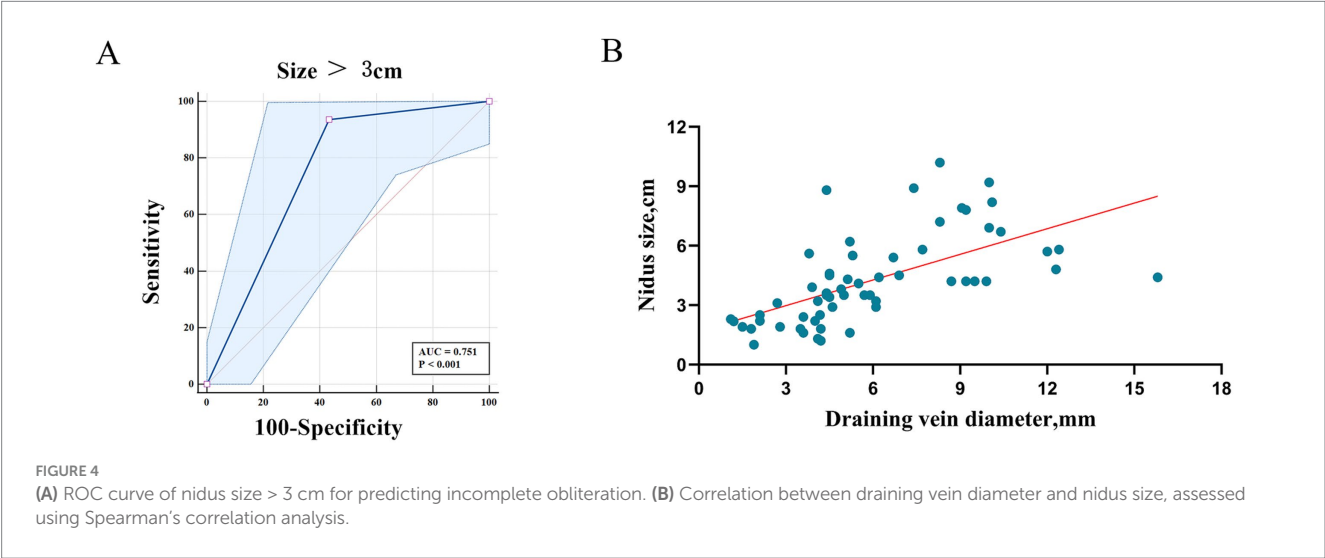 A
Size > 3cm
100
80
60
40
20
0
Sensitivity
AUC = 0.751
P < 0.001
0 20 40 60 80 100
100-Specificity
B
12
9
6
3
0
Nidus size,cm
0 3 6 9 12 15 18
Draining vein diameter,mm
FIGURE 4
(A) ROC curve of nidus size > 3 cm for predicting incomplete obliteration. (B) Correlation between draining vein diameter and nidus size, assessed
using Spearman's correlation analysis.